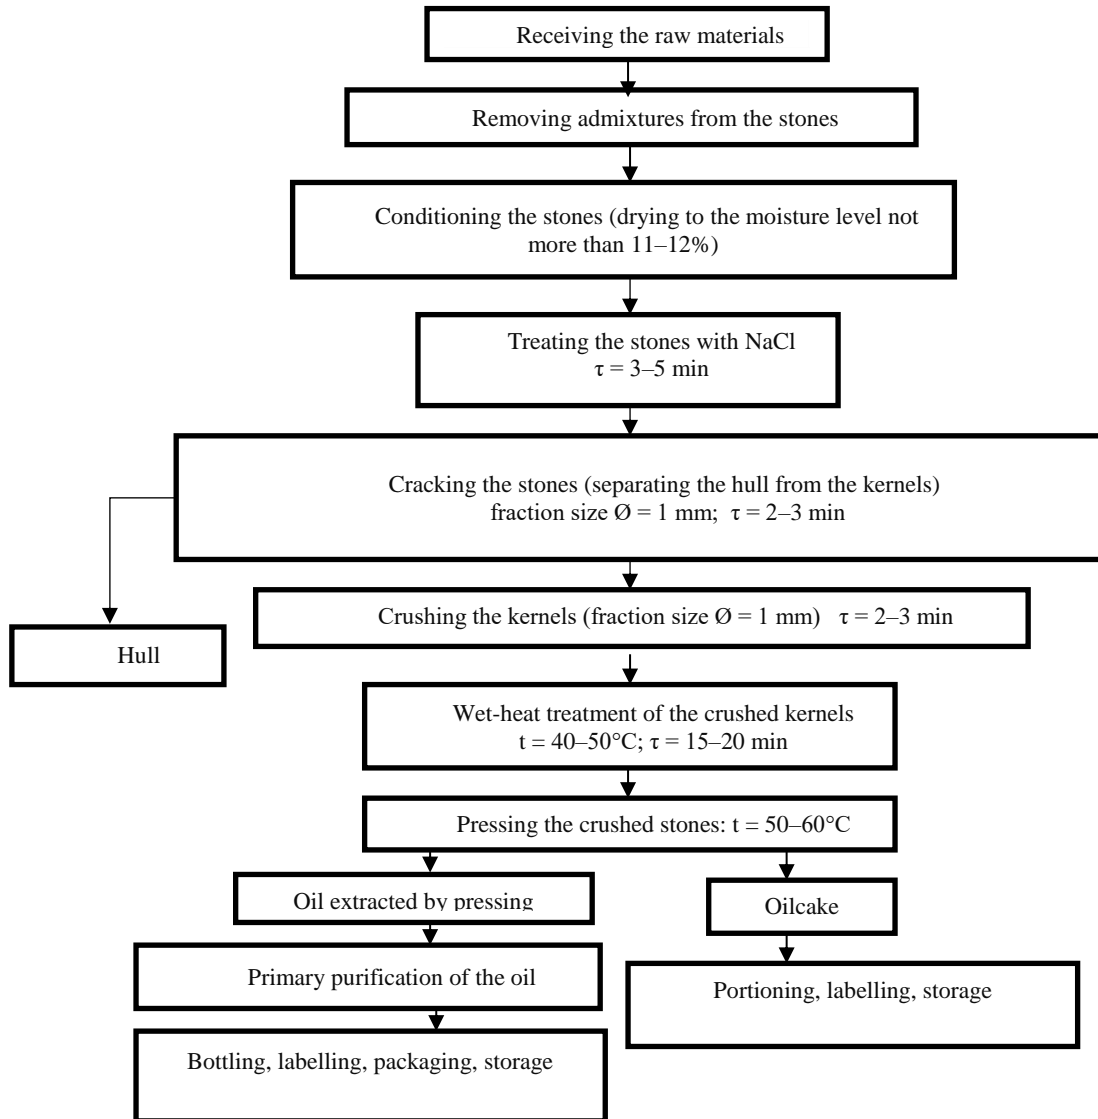 Receiving the raw materials
Removing admixtures from the stones
Conditioning the stones (drying to the moisture level not
more than 11–12%)
Treating the stones with NaCl
τ = 3–5 min
Cracking the stones (separating the hull from the kernels)
fraction size Ø = 1 mm;  τ = 2–3 min
Crushing the kernels (fraction size Ø = 1 mm)   τ = 2–3 min
Hull
Wet-heat treatment of the crushed kernels
t = 40–50°C; τ = 15–20 min
Pressing the crushed stones: t = 50–60°C
Oil extracted by pressing
Oilcake
Primary purification of the oil
Portioning, labelling, storage
Bottling, labelling, packaging, storage